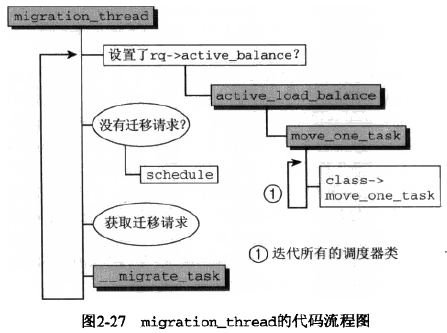 migration_thread
设置了rq->active_balance?
active_load_balance
没有迁移请求?
move_one_task
schedule
class->
move_one_task
①
获取迁移请求
① 迭代所有的调度器类
__migrate_task
图2-27 migration_thread的代码流程图